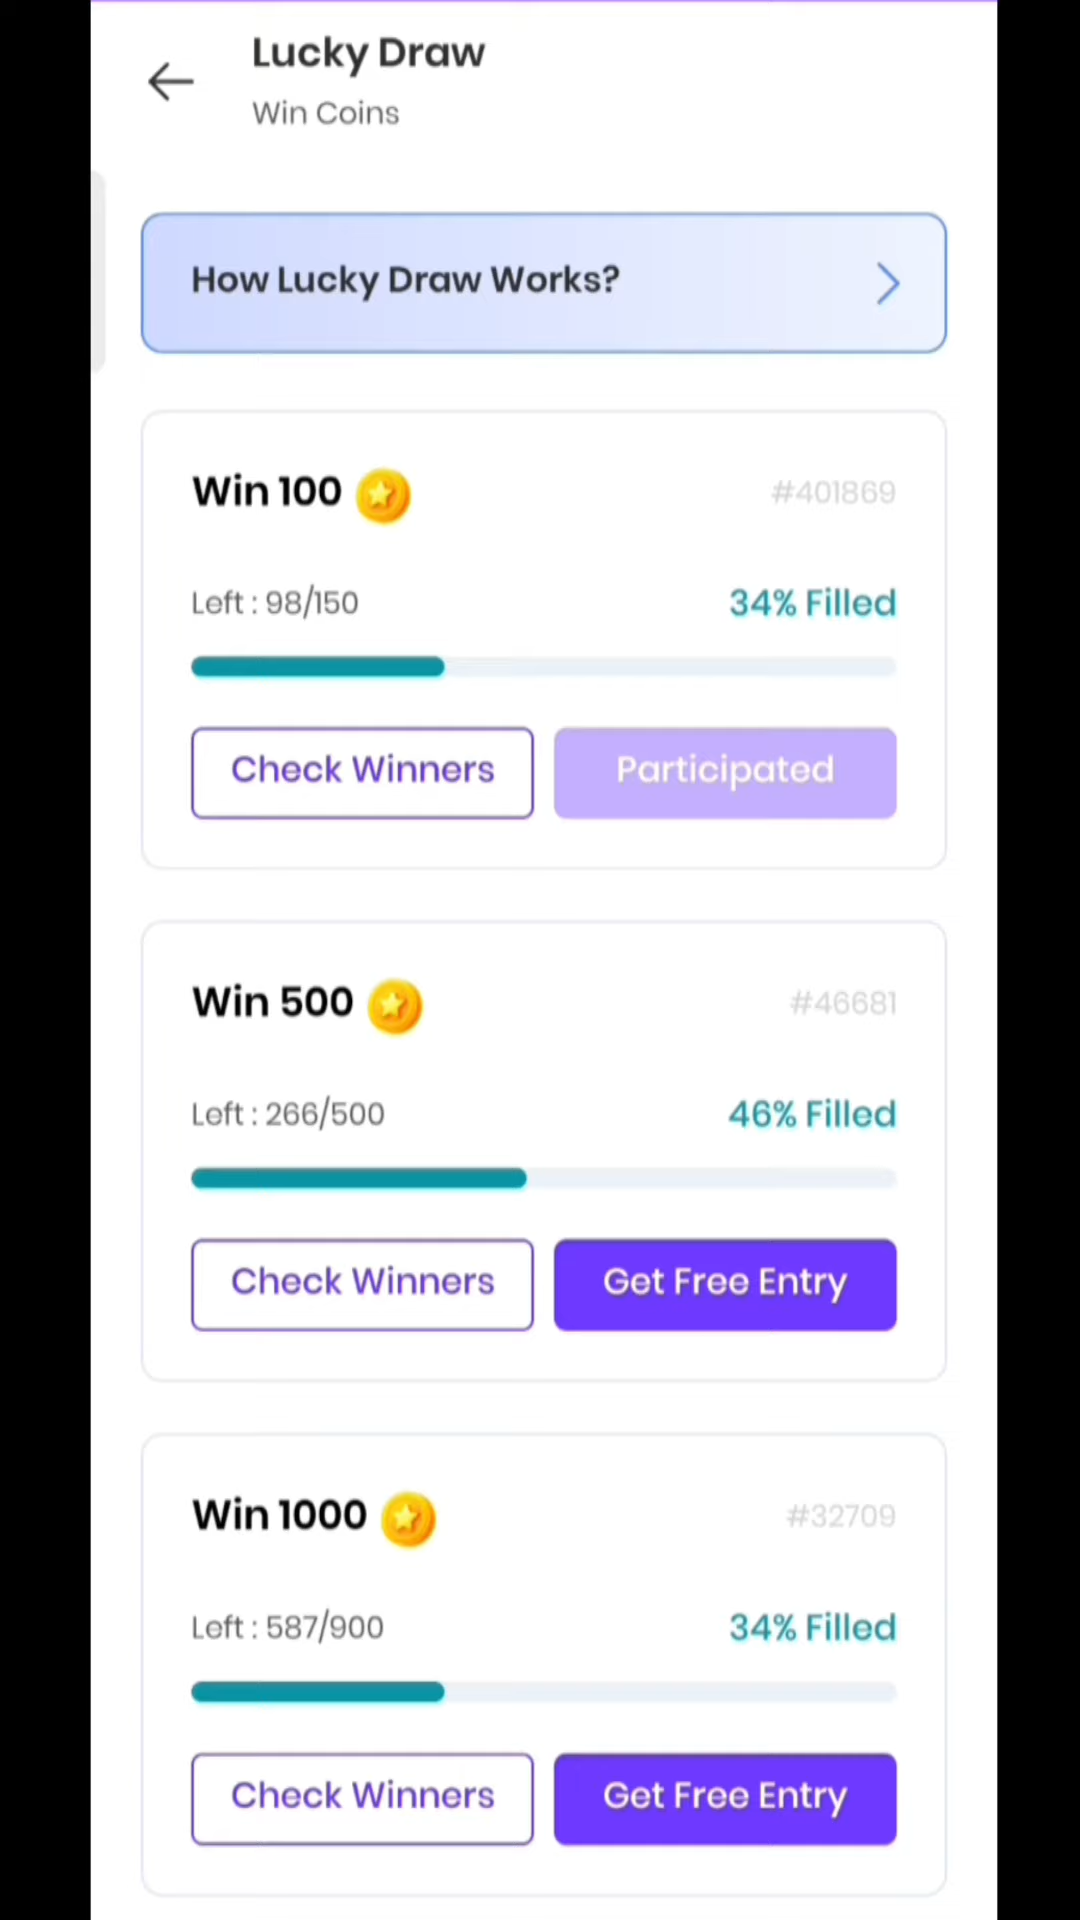 Lucky Draw
Win Coins
How Lucky Draw Works?
Win 100
#401869
Left : 98/150
34% Filled
Check Winners
Participated
Win 500
#46681
Left : 266/500
46% Filled
Check Winners
Get Free Entry
Win 1000
#32709
Left : 587/900
34% Filled
Check Winners
Get Free Entry